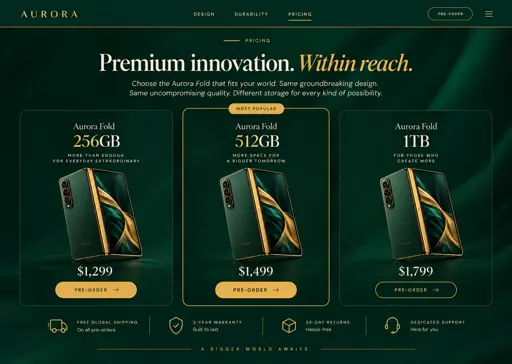 AURORA
DESIGN DURABILITY PRICING PRE-ORDER
PRICING
Premium innovation. Within reach.
Choose the Aurora Fold that fits your world. Same groundbreaking design.
Same uncompromising quality. Different storage for every kind of possibility.
MOST POPULAR
Aurora Fold
256GB
MORE THAN ENOUGH
FOR EVERYDAY EXTRAORDINARY
$1,299
PRE-ORDER →
Aurora Fold
512GB
MORE SPACE FOR
A BIGGER TOMORROW
$1,499
PRE-ORDER →
Aurora Fold
1TB
FOR THOSE WHO
CREATE MORE
$1,799
PRE-ORDER →
FREE GLOBAL SHIPPING
On all pre-orders
2-YEAR WARRANTY
Built to last
30-DAY RETURNS
Hassle-free
DEDICATED SUPPORT
Here for you
A BIGGER WORLD AWAITS.